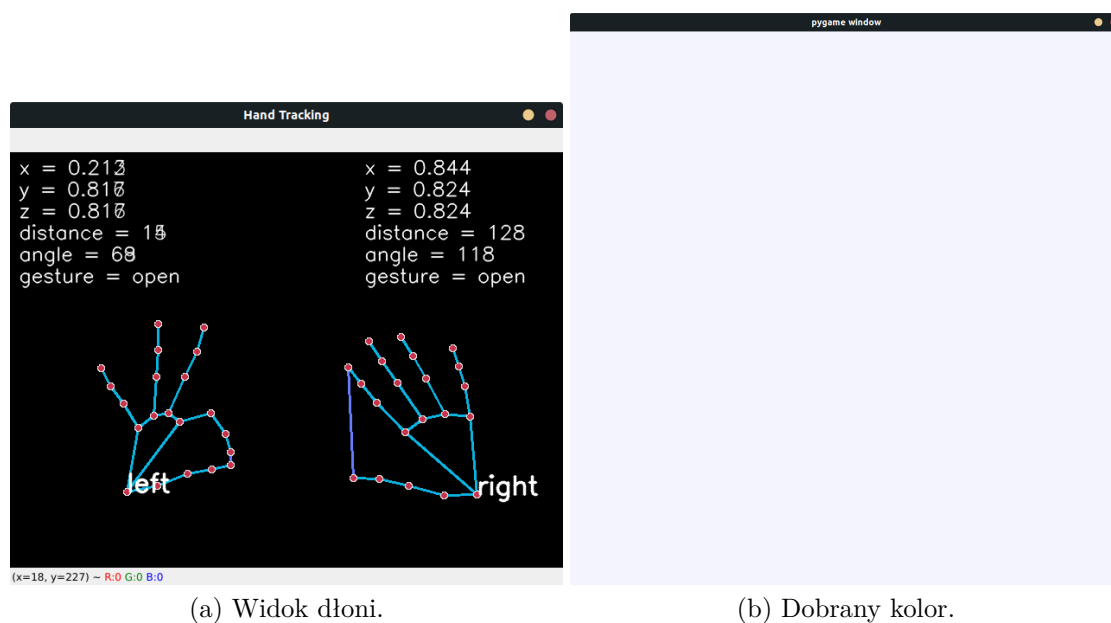 pygame window
Hand Tracking
x = 0.844
y = 0.824
z = 0.824
distance = 128
angle = 118
gesture = open
gesture = open
left
right
(x=18, y=227) ~ R:0 G:0 B:0
(a) Widok dłoni.
(b) Dobrany kolor.